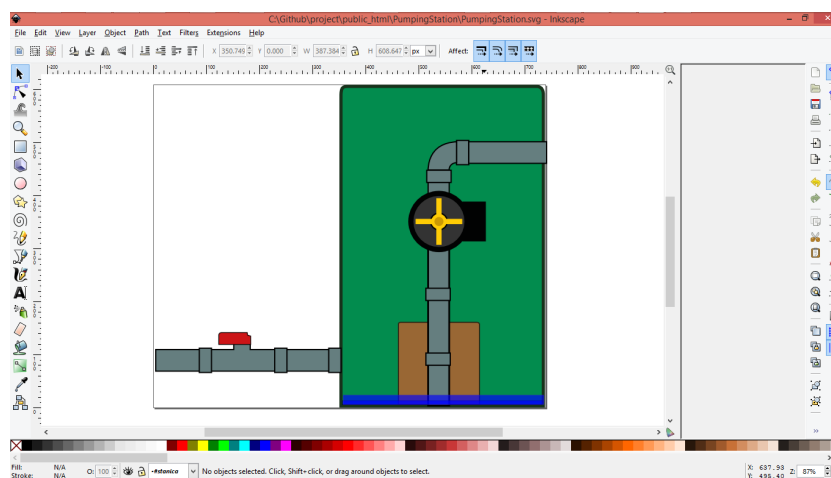 C:\Github\project\public_html\PumpingStation\PumpingStation.svg - Inkscape
File Edit View Layer Object Path Text Filters Extensions Help
X 350.749 Y 0.000 W 387.384 H 608.647 px Affect:
Fill: N/A O: 100 -#stanica No objects selected. Click, Shift+click, or drag around objects to select. X: 637.93 Z: 87%
Stroke: N/A Y: 495.40